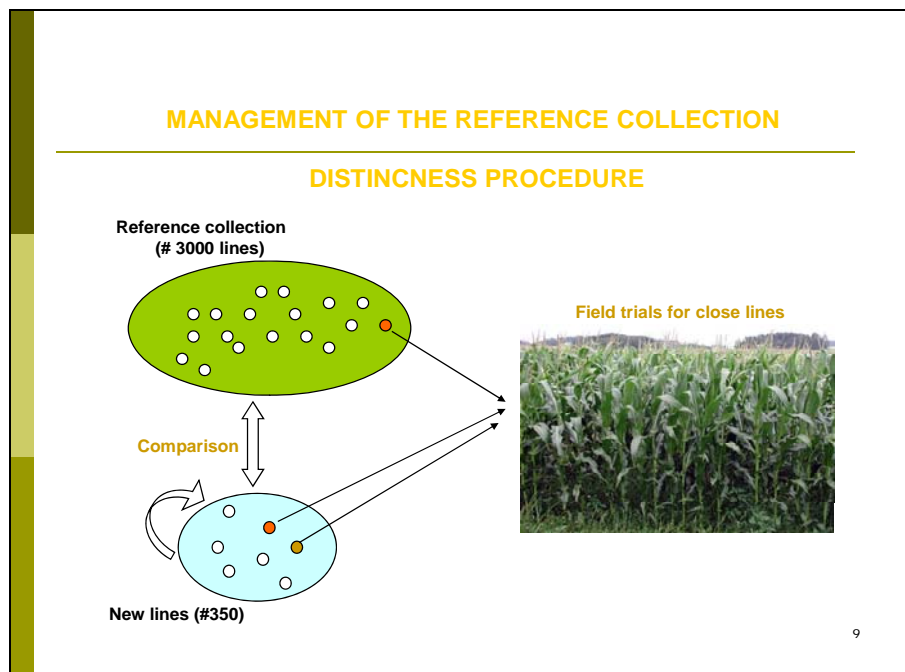 MANAGEMENT OF THE REFERENCE COLLECTION
DISTINCNESS PROCEDURE
Reference collection
(# 3000 lines)
Field trials for close lines
Comparison
New lines (#350)
9